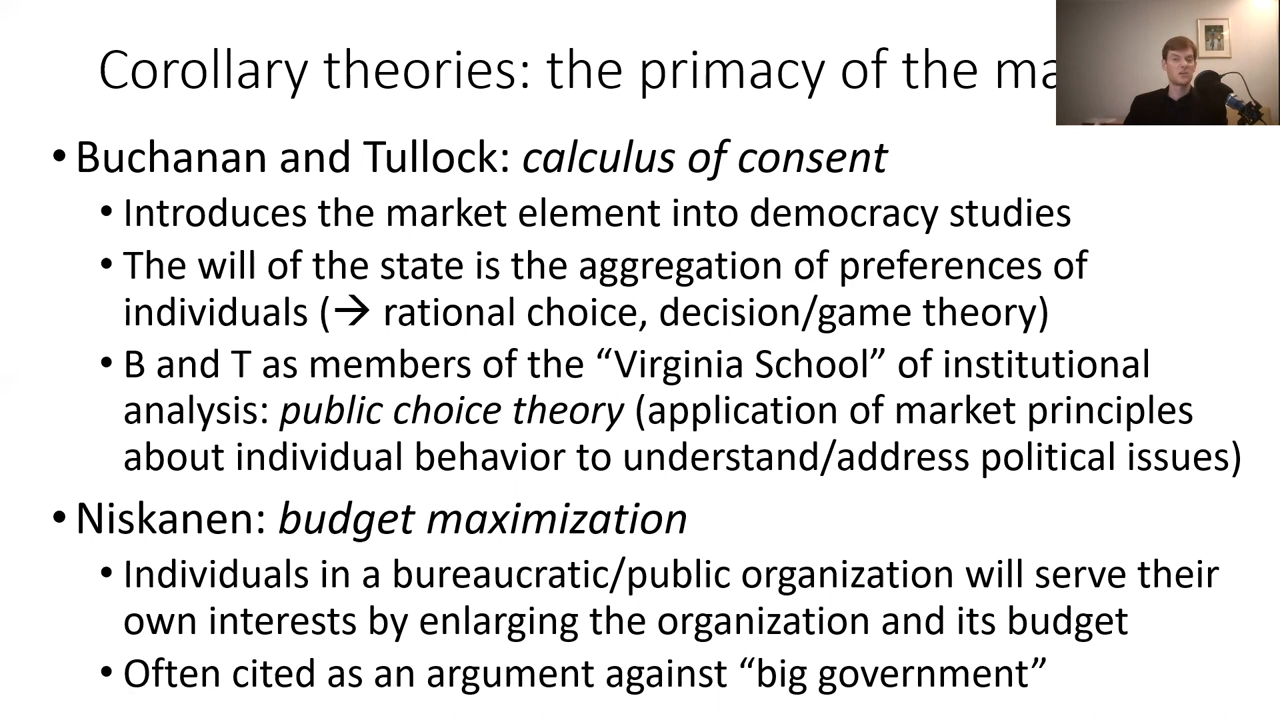 Corollary theories: the primacy of the
• Buchanan and Tullock: calculus of consent
• Introduces the market element into democracy studies
• The will of the state is the aggregation of preferences of
individuals (→ rational choice, decision/game theory)
• B and T as members of the “Virginia School” of institutional
analysis: public choice theory (application of market principles
about individual behavior to understand/address political issues)
• Niskanen: budget maximization
• Individuals in a bureaucratic/public organization will serve their
own interests by enlarging the organization and its budget
• Often cited as an argument against “big government”